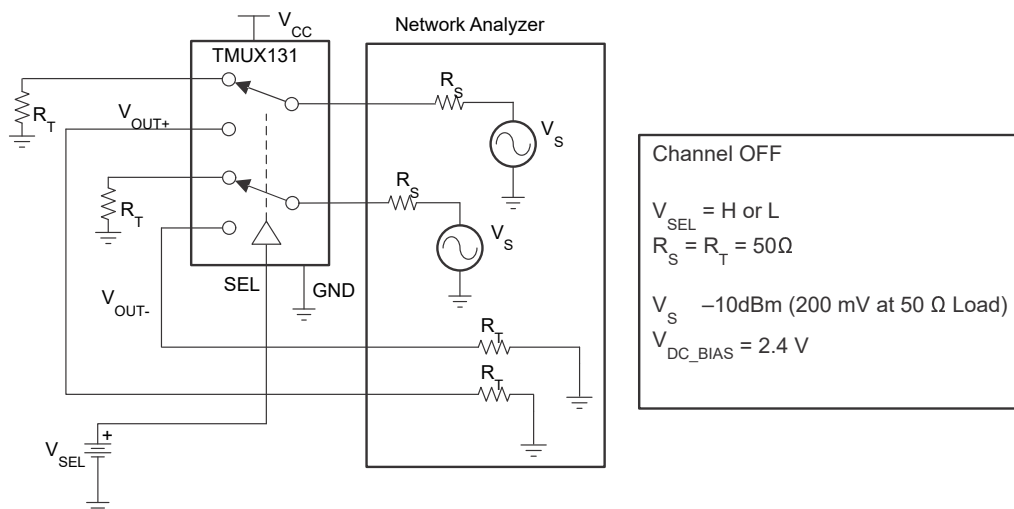 Network Analyzer
V_CC
TMUX131
R_S
R_T
V_OUT+
V_S
R_S
R_T
V_S
SEL
GND
V_OUT-
R_T
R_T
V_SEL
+
Channel OFF
V_SEL = H or L
R_S = R_T = 50Ω
V_S –10dBm (200 mV at 50 Ω Load)
V_DC_BIAS = 2.4 V